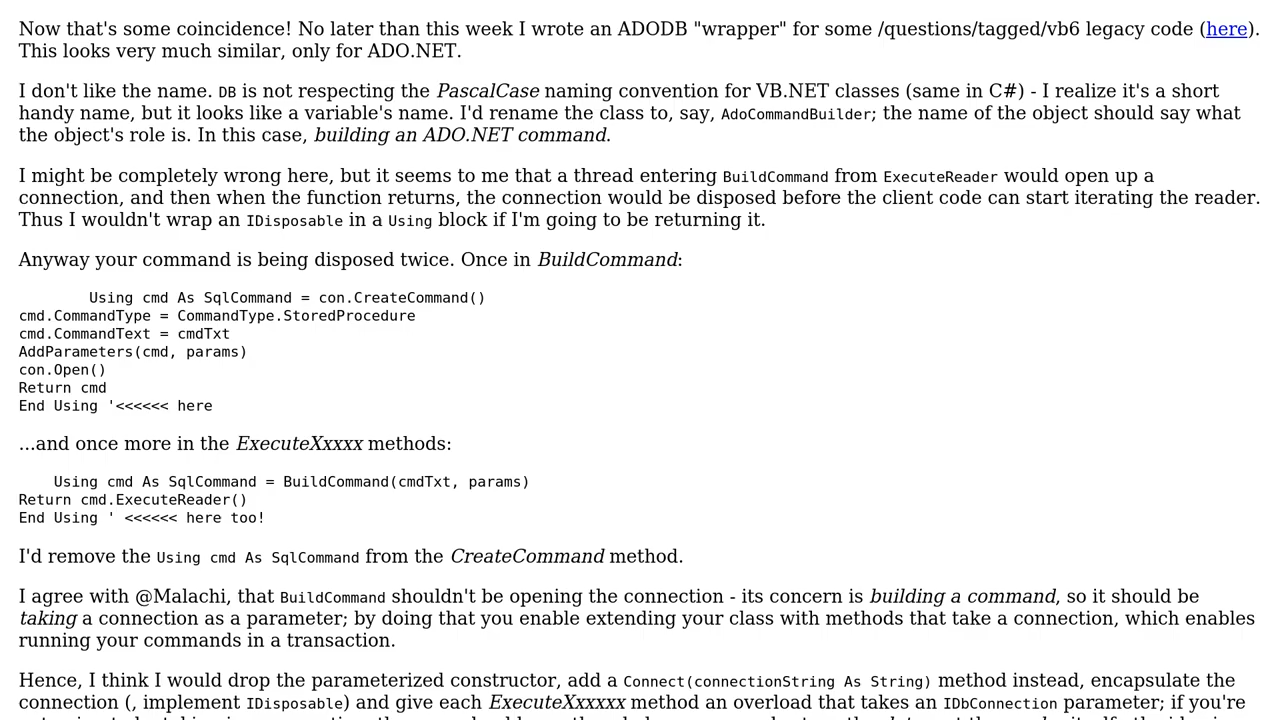 Now that's some coincidence! No later than this week I wrote an ADODB "wrapper" for some /questions/tagged/vb6 legacy code (here).
This looks very much similar, only for ADO.NET.
I don't like the name. DB is not respecting the PascalCase naming convention for VB.NET classes (same in C#) - I realize it's a short
handy name, but it looks like a variable's name. I'd rename the class to, say, AdoCommandBuilder; the name of the object should say what
the object's role is. In this case, building an ADO.NET command.
I might be completely wrong here, but it seems to me that a thread entering BuildCommand from ExecuteReader would open up a
connection, and then when the function returns, the connection would be disposed before the client code can start iterating the reader.
Thus I wouldn't wrap an IDisposable in a Using block if I'm going to be returning it.
Anyway your command is being disposed twice. Once in BuildCommand:
Using cmd As SqlCommand = con.CreateCommand()
cmd.CommandType = CommandType.StoredProcedure
cmd.CommandText = cmdTxt
AddParameters(cmd, params)
con.Open()
Return cmd
End Using '<<<<<< here
...and once more in the ExecuteXxxxx methods:
Using cmd As SqlCommand = BuildCommand(cmdTxt, params)
Return cmd.ExecuteReader()
End Using ' <<<<<< here too!
I'd remove the Using cmd As SqlCommand from the CreateCommand method.
I agree with @Malachi, that BuildCommand shouldn't be opening the connection - its concern is building a command, so it should be
taking a connection as a parameter; by doing that you enable extending your class with methods that take a connection, which enables
running your commands in a transaction.
Hence, I think I would drop the parameterized constructor, add a Connect(connectionString As String) method instead, encapsulate the
connection (, implement IDisposable) and give each ExecuteXxxxxx method an overload that takes an IDbConnection parameter; if you're